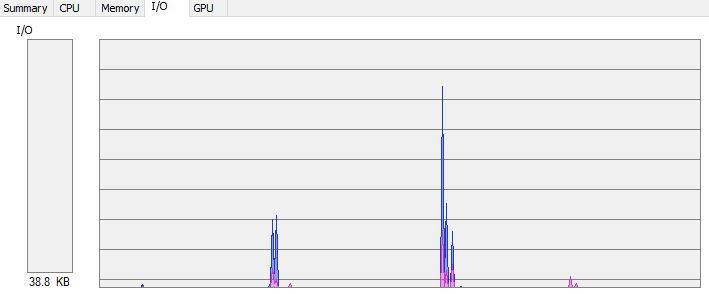 Summary CPU Memory I/O GPU
I/O
38.8 KB